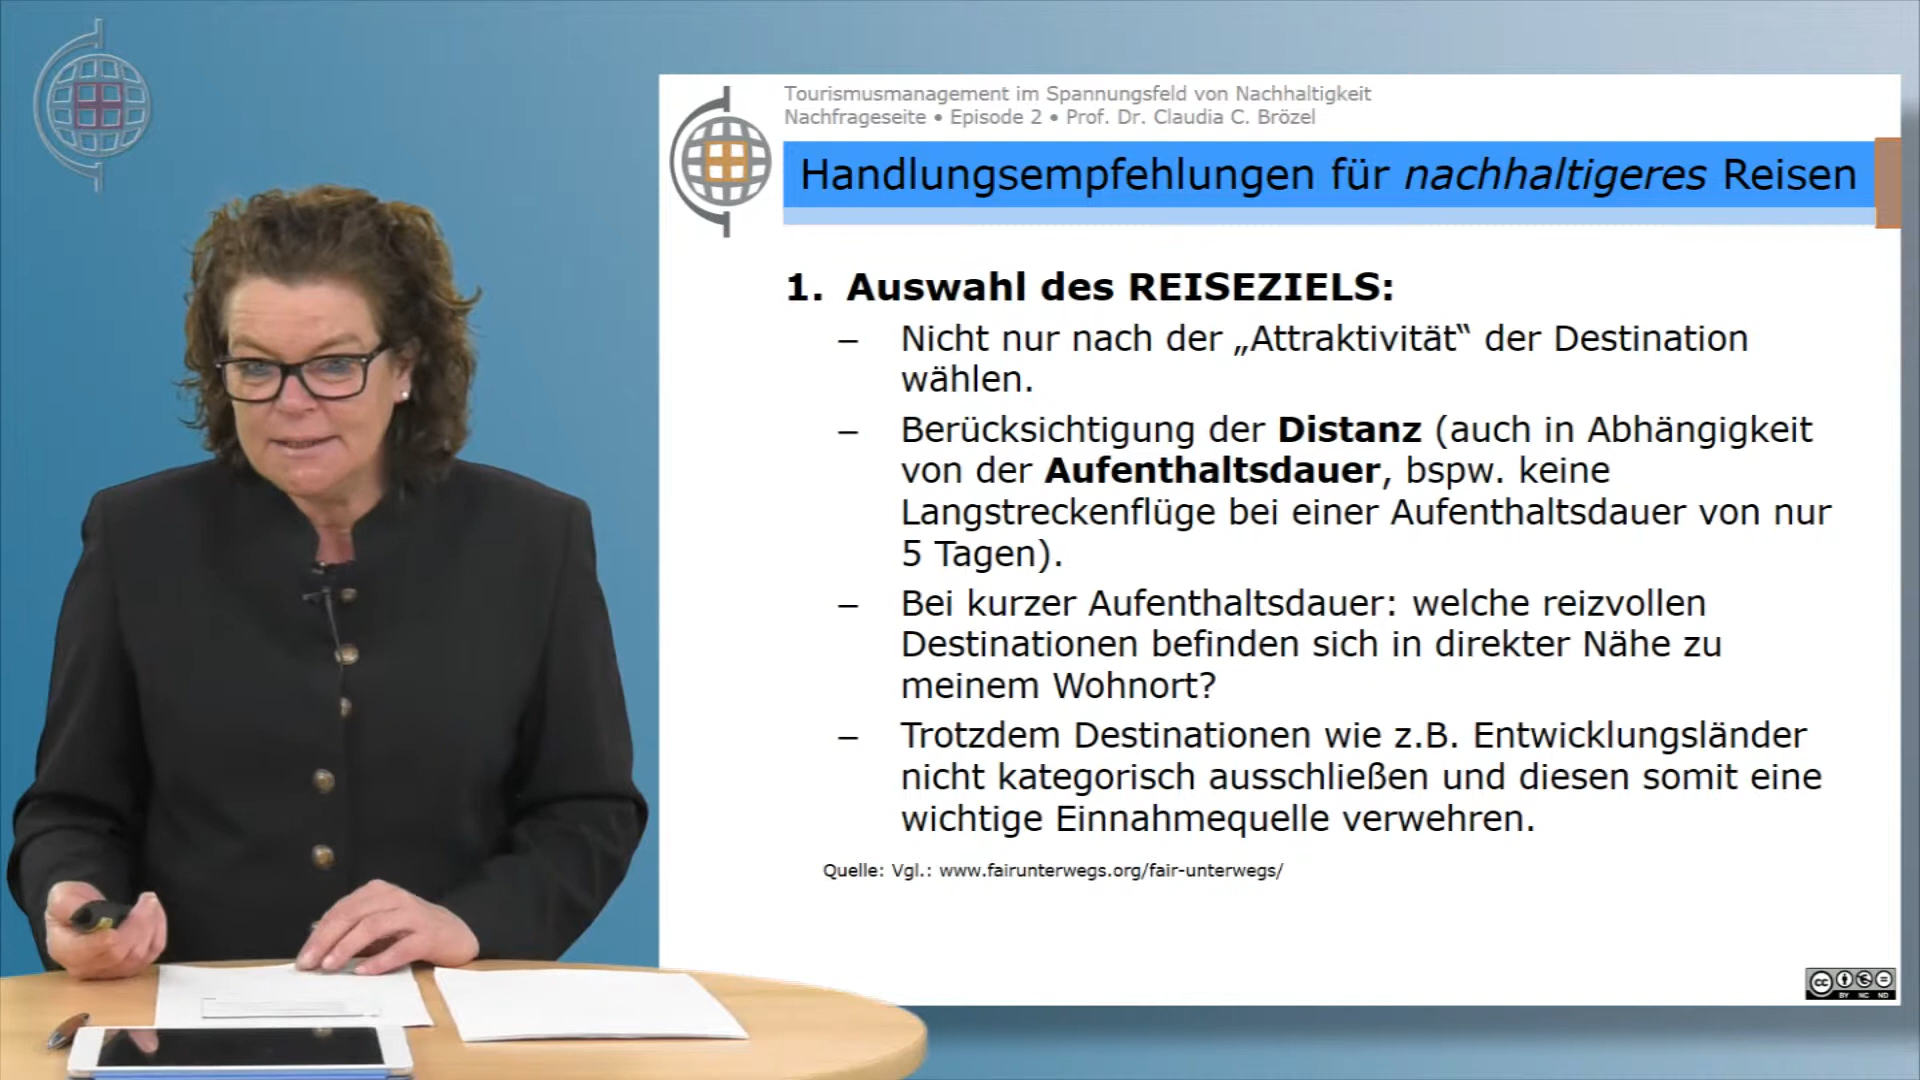 Tourismusmanagement im Spannungsfeld von Nachhaltigkeit
Nachfrageseite • Episode 2 • Prof. Dr. Claudia C. Brözel
Handlungsempfehlungen für nachhaltigeres Reisen
1. Auswahl des REISEZIELS:
– Nicht nur nach der „Attraktivität“ der Destination
wählen.
– Berücksichtigung der Distanz (auch in Abhängigkeit
von der Aufenthaltsdauer, bspw. keine
Langstreckenflüge bei einer Aufenthaltsdauer von nur
5 Tagen).
– Bei kurzer Aufenthaltsdauer: welche reizvollen
Destinationen befinden sich in direkter Nähe zu
meinem Wohnort?
– Trotzdem Destinationen wie z.B. Entwicklungsländer
nicht kategorisch ausschließen und diesen somit eine
wichtige Einnahmequelle verwehren.
Quelle: Vgl.: www.fairunterwegs.org/fair-unterwegs/
cc
BY NC ND